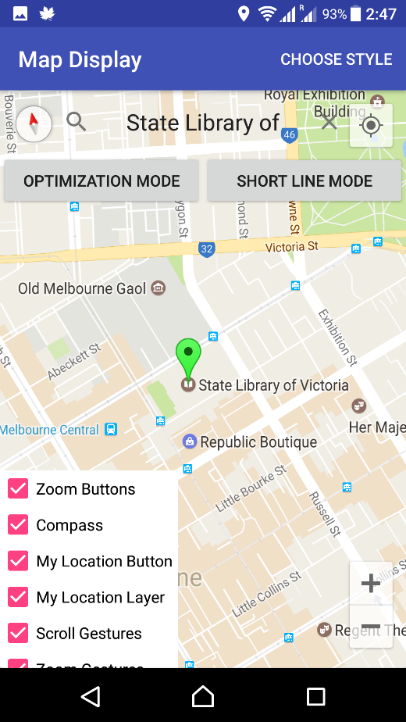 93% 2:47
Map Display
CHOOSE STYLE
Royal Exhibition
Building
Bouverie St
State Library of
46
OPTIMIZATION MODE
SHORT LINE MODE
ygon St
mond St
wne St
32
Victoria St
Old Melbourne Gaol
Exhibition St
Abeckett St
State Library of Victoria
Melbourne Central
Her Maje
Republic Boutique
Little Bourke St
Russell St
Zoom Buttons
Compass
My Location Button
My Location Layer
ne
Little Collins St
Collins S
Scroll Gestures
Regent The
Zoom Gestures
+
−